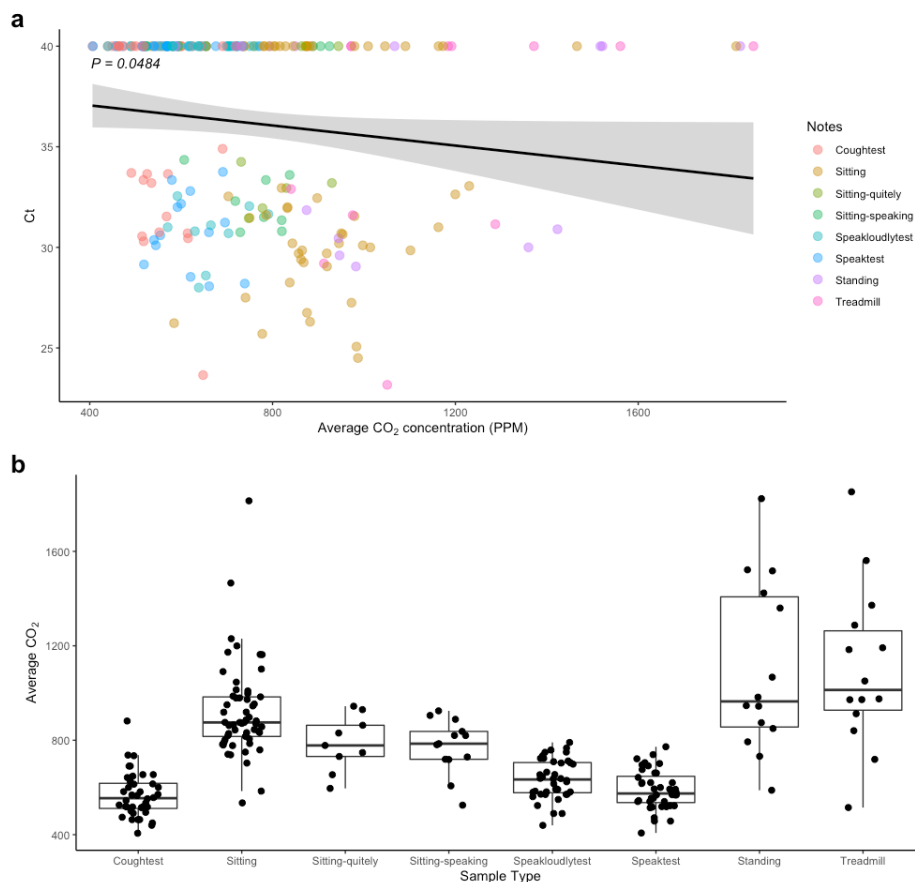 a
40
P = 0.0484
35
30
25
Ct
400
800
1200
1600
Average CO₂ concentration (PPM)
Notes
Coughtest
Sitting
Sitting-quitely
Sitting-speaking
Speakloudlytest
Speaktest
Standing
Treadmill
b
1600
1200
800
400
Average CO₂
Coughtest
Sitting
Sitting-quitely
Sitting-speaking
Speakloudlytest
Speaktest
Standing
Treadmill
Sample Type